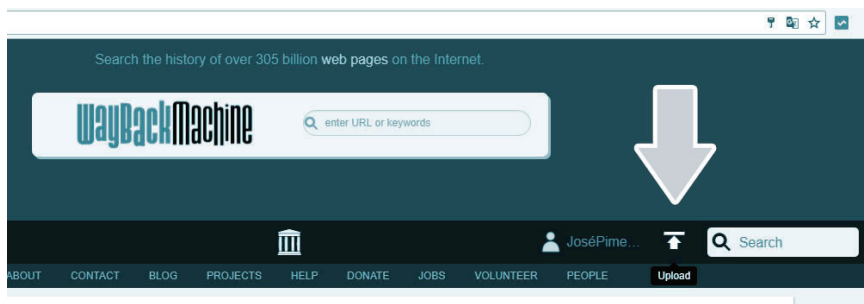 Search the history of over 305 billion web pages on the Internet.
WayBackMachine
enter URL or keywords
JoséPime...
Search
ABOUT CONTACT BLOG PROJECTS HELP DONATE JOBS VOLUNTEER PEOPLE
Upload